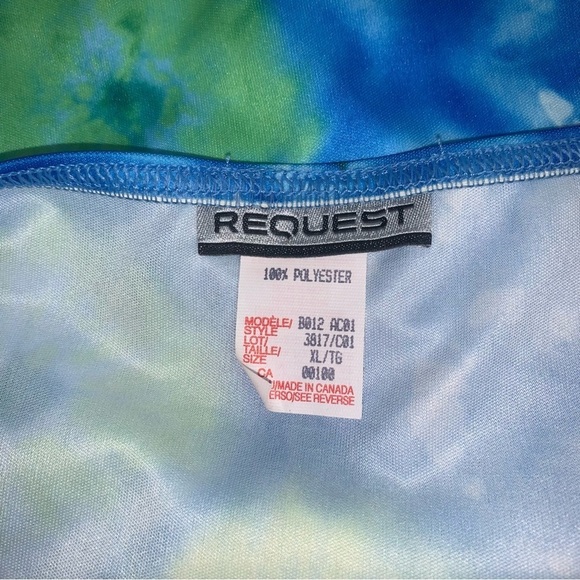 REQUEST
100% POLYESTER
MODÈLE/ B012 AC01
STYLE
LOT/ 3817/C01
TAILLE/ XL/TG
SIZE
CA 00100
/MADE IN CANADA
ERSO/SEE REVERSE